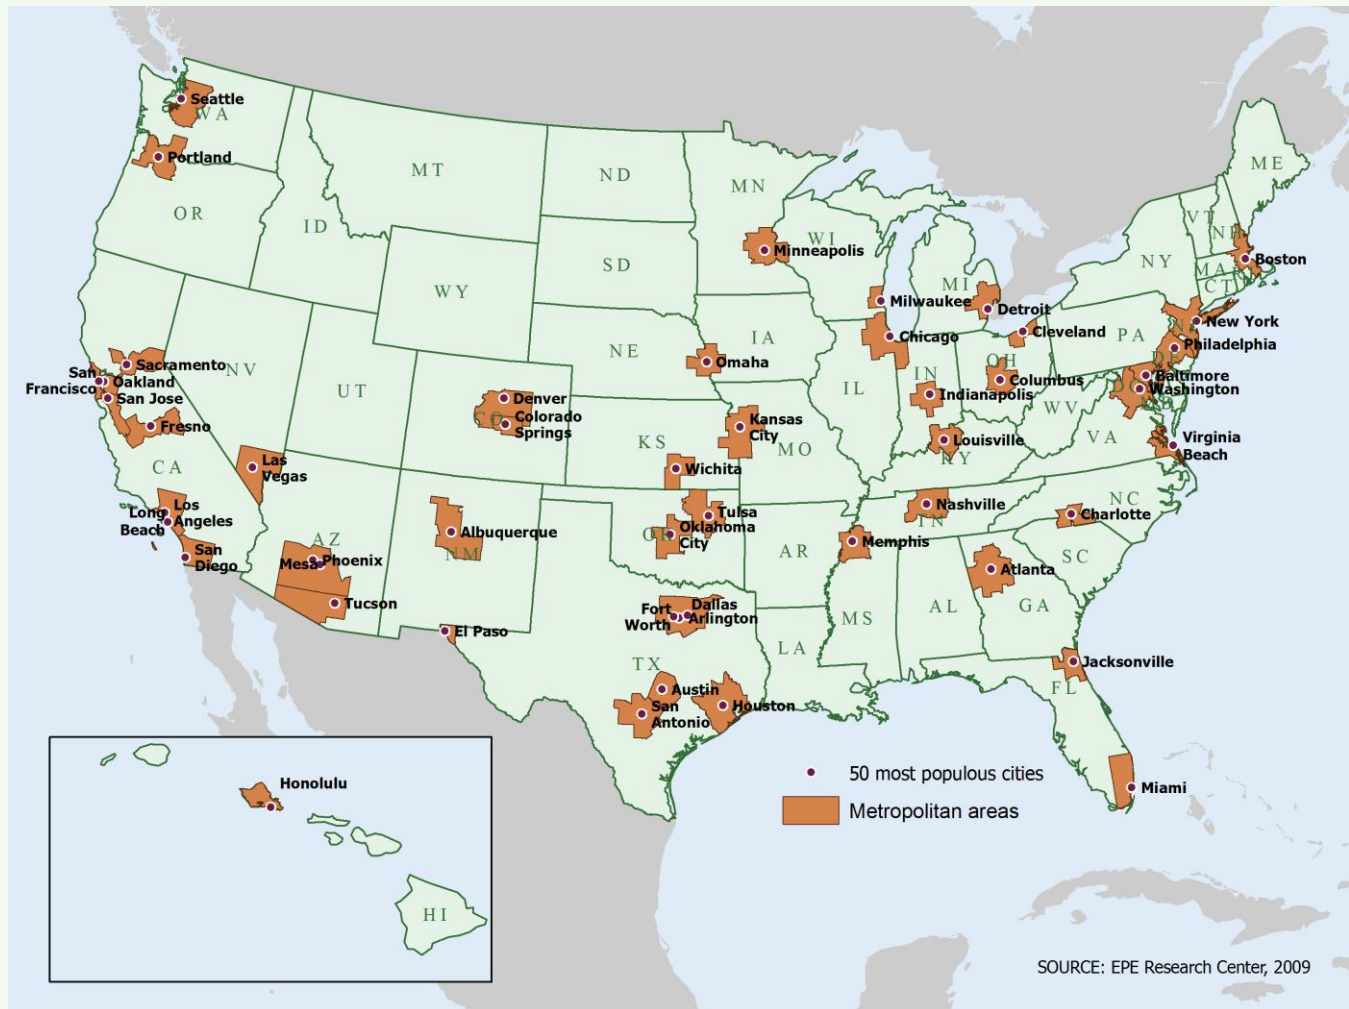 Seattle
WA
Portland
OR
MT
ID
ND
MN
SD
WY
Minneapolis
WI
MI
ME
VT
NH
NY
Boston
MA
RI
CT
Milwaukee
Detroit
Chicago
Cleveland
PA
New York
NJ
Philadelphia
IA
NE
Omaha
Sacramento
San
Francisco
Oakland
San Jose
Fresno
NV
UT
CA
Denver
Colorado
Springs
CO
KS
Kansas
City
MO
IL
IN
Indianapolis
OH
Columbus
DE
Baltimore
Washington
DC
MD
WV
VA
Virginia
Beach
Louisville
KY
Wichita
Las
Vegas
Los
Angeles
Long
Beach
San
Diego
AZ
Phoenix
Mesa
Tucson
Albuquerque
NM
Tulsa
Oklahoma
City
OK
AR
Nashville
TN
Memphis
NC
Charlotte
SC
Atlanta
GA
AL
MS
LA
El Paso
Fort
Worth
Dallas
Arlington
TX
Austin
San
Antonio
Houston
Jacksonville
FL
Miami
Honolulu
HI
50 most populous cities
Metropolitan areas
SOURCE: EPE Research Center, 2009